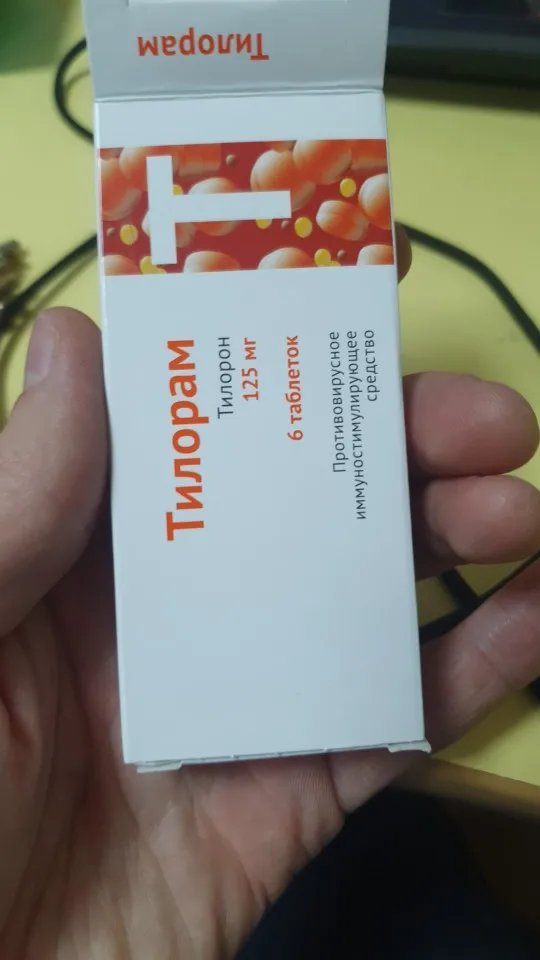 Тилорам
Т
Тилорам
Тилорон
125 мг
6 таблеток
Противовирусное
иммуностимулирующее
средство